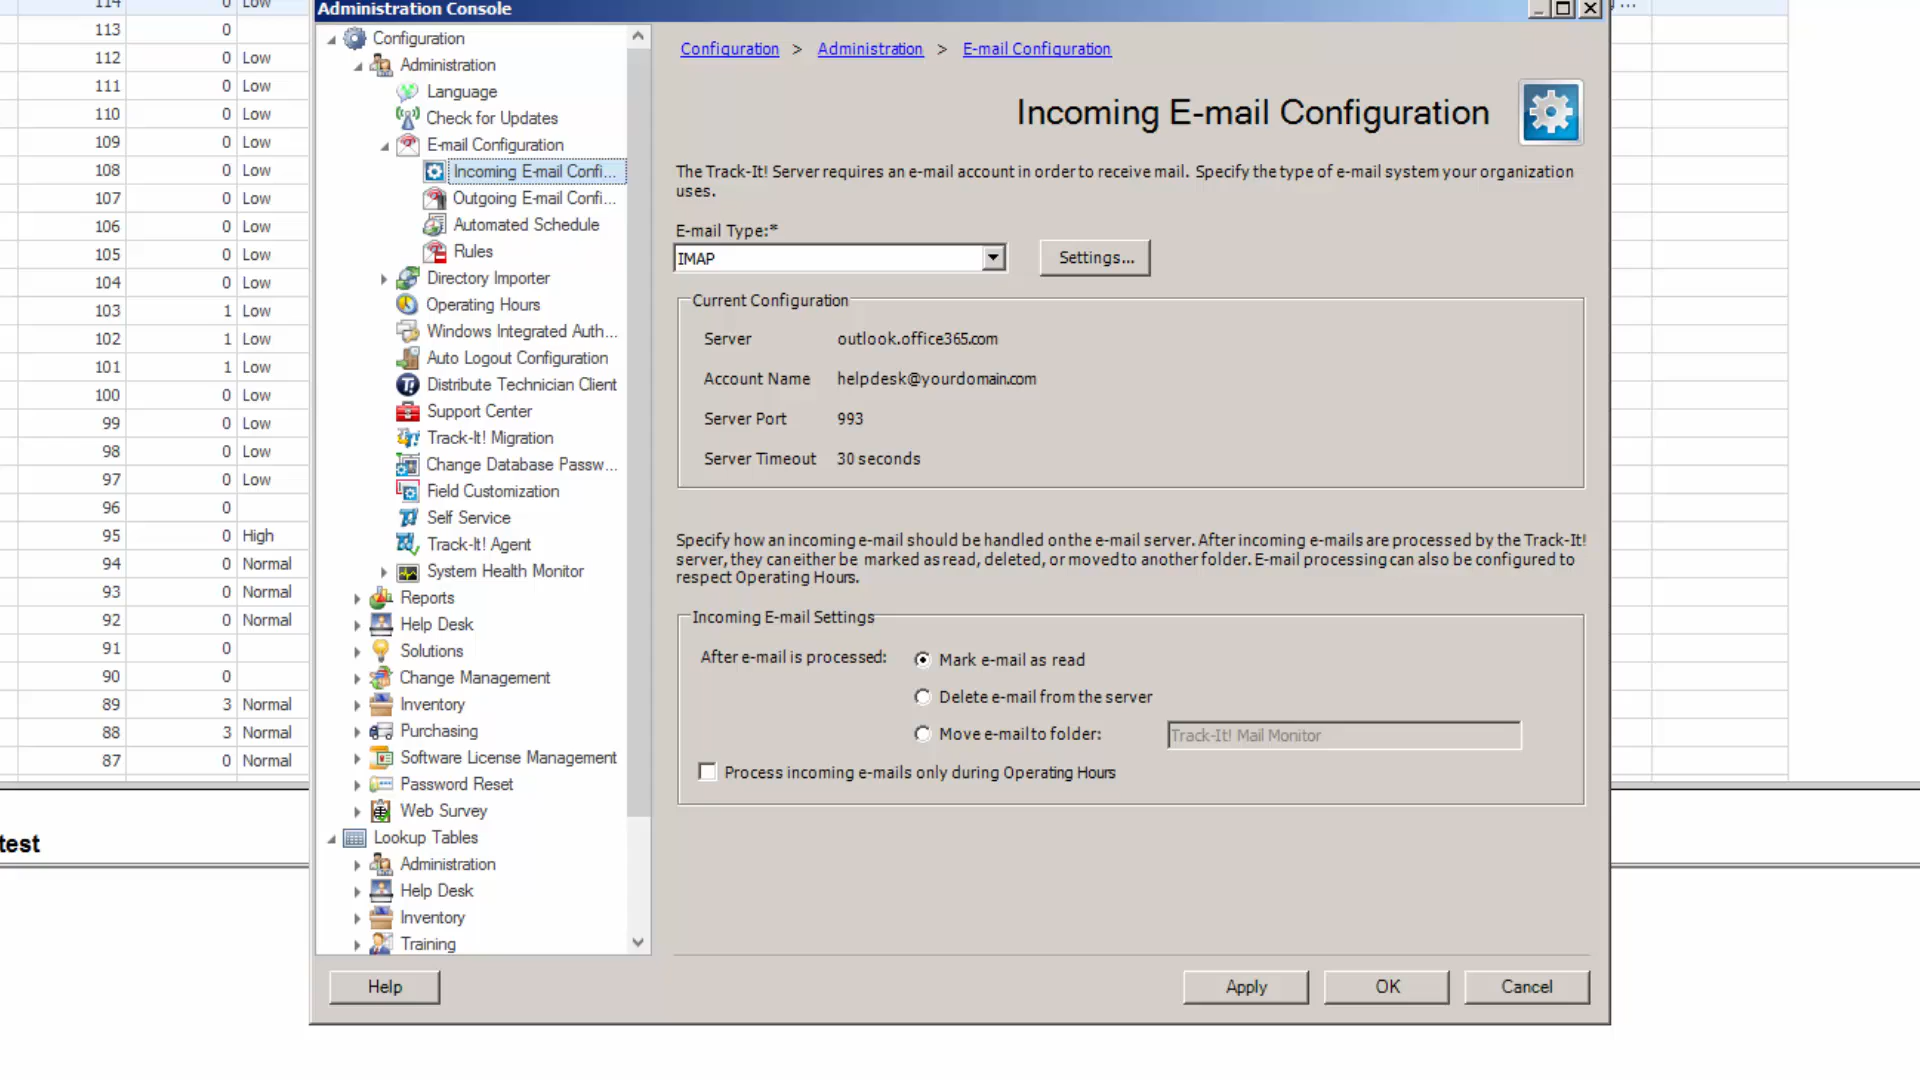 Administration Console
114 0 Low
113 0
112 0 Low
111 0 Low
110 0 Low
109 0 Low
108 0 Low
107 0 Low
106 0 Low
105 0 Low
104 0 Low
103 1 Low
102 1 Low
101 1 Low
100 0 Low
99 0 Low
98 0 Low
97 0 Low
96 0
95 0 High
94 0 Normal
93 0 Normal
92 0 Normal
91 0
90 0
89 3 Normal
88 3 Normal
87 0 Normal
test
Configuration
Administration
Language
Check for Updates
E-mail Configuration
Incoming E-mail Confi...
Outgoing E-mail Confi...
Automated Schedule
Rules
Directory Importer
Operating Hours
Windows Integrated Auth...
Auto Logout Configuration
Distribute Technician Client
Support Center
Track-It! Migration
Change Database Passw...
Field Customization
Self Service
Track-It! Agent
System Health Monitor
Reports
Help Desk
Solutions
Change Management
Inventory
Purchasing
Software License Management
Password Reset
Web Survey
Lookup Tables
Administration
Help Desk
Inventory
Training
Configuration > Administration > E-mail Configuration
Incoming E-mail Configuration
The Track-It! Server requires an e-mail account in order to receive mail. Specify the type of e-mail system your organization
uses.
E-mail Type:*
IMAP Settings...
Current Configuration
Server outlook.office365.com
Account Name helpdesk@yourdomain.com
Server Port 993
Server Timeout 30 seconds
Specify how an incoming e-mail should be handled on the e-mail server. After incoming e-mails are processed by the Track-It!
server, they can either be marked as read, deleted, or moved to another folder. E-mail processing can also be configured to
respect Operating Hours.
Incoming E-mail Settings
After e-mail is processed: Mark e-mail as read
Delete e-mail from the server
Move e-mail to folder: Track-It! Mail Monitor
Process incoming e-mails only during Operating Hours
Help Apply OK Cancel